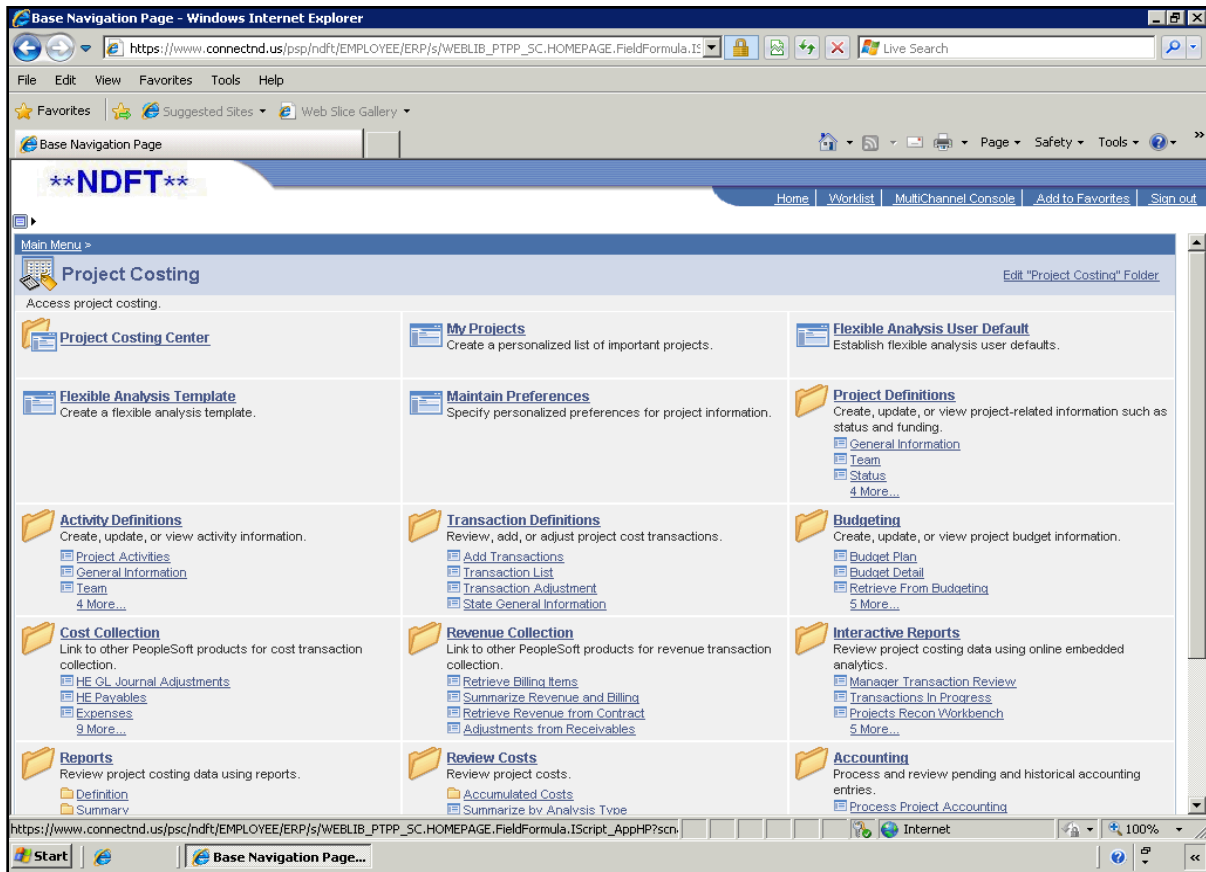 Base Navigation Page - Windows Internet Explorer
https://www.connectnd.us/psp/ndft/EMPLOYEE/ERP/s/WEBLIB_PTPP_SC.HOMEPAGE.FieldFormula.IS
Live Search
File Edit View Favorites Tools Help
Favorites Suggested Sites Web Slice Gallery
Base Navigation Page
Page Safety Tools »
**NDFT**
Home Worklist MultiChannel Console Add to Favorites Sign out
Main Menu >
Project Costing
Edit "Project Costing" Folder
Access project costing.
Project Costing Center
My Projects
Create a personalized list of important projects.
Flexible Analysis User Default
Establish flexible analysis user defaults.
Flexible Analysis Template
Create a flexible analysis template.
Maintain Preferences
Specify personalized preferences for project information.
Project Definitions
Create, update, or view project-related information such as
status and funding.
General Information
Team
Status
4 More...
Activity Definitions
Create, update, or view activity information.
Project Activities
General Information
Team
4 More...
Transaction Definitions
Review, add, or adjust project cost transactions.
Add Transactions
Transaction List
Transaction Adjustment
State General Information
Budgeting
Create, update, or view project budget information.
Budget Plan
Budget Detail
Retrieve From Budgeting
5 More...
Cost Collection
Link to other PeopleSoft products for cost transaction
collection.
HE GL Journal Adjustments
HE Payables
Expenses
9 More...
Revenue Collection
Link to other PeopleSoft products for revenue transaction
collection.
Retrieve Billing Items
Summarize Revenue and Billing
Retrieve Revenue from Contract
Adjustments from Receivables
Interactive Reports
Review project costing data using online embedded
analytics.
Manager Transaction Review
Transactions In Progress
Projects Recon Workbench
5 More...
Reports
Review project costing data using reports.
Definition
Summary
Review Costs
Review project costs.
Accumulated Costs
Summarize by Analysis Type
Accounting
Process and review pending and historical accounting
entries.
Process Project Accounting
https://www.connectnd.us/psc/ndft/EMPLOYEE/ERP/s/WEBLIB_PTPP_SC.HOMEPAGE.FieldFormula.IScript_AppHP?scn
Internet
100%
Start
Base Navigation Page...
«